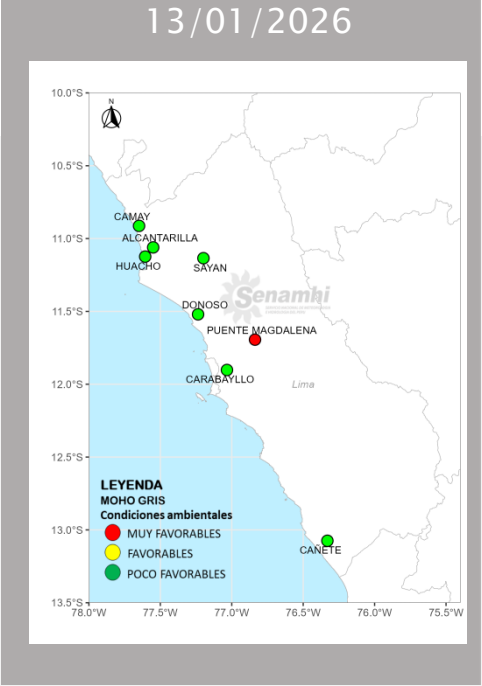 13/01/2026
10.0°S
N
10.5°S
CAMAY
11.0°S
ALCANTARILLA
HUACHO
SAYAN
11.5°S
Senamhi
DONOSO
PUENTE MAGDALENA
12.0°S
CARABAYLLO
Lima
12.5°S
LEYENDA
MOHO GRIS
Condiciones ambientales
MUY FAVORABLES
FAVORABLES
POCO FAVORABLES
13.0°S
CAÑETE
13.5°S
78.0°W 77.5°W 77.0°W 76.5°W 76.0°W 75.5°W